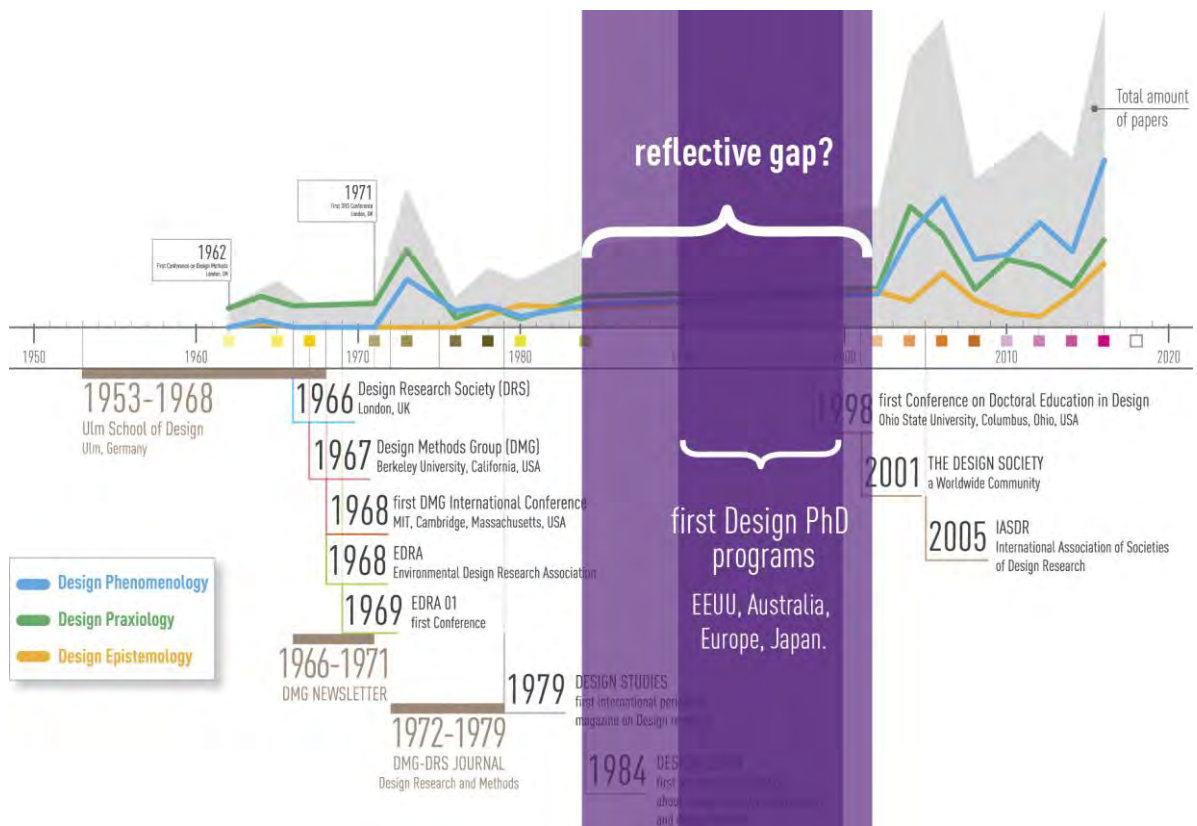 Total amount
of papers
reflective gap?
1971
First DRS Conference
London, UK
1962
First Conference on Design Methods
London, UK
1950
1960
1970
1980
2010
2020
1953-1968
Ulm School of Design
Ulm, Germany
1966
Design Research Society (DRS)
London, UK
1967
Design Methods Group (DMG)
Berkeley University, California, USA
1968
first DMG International Conference
MIT, Cambridge, Massachusetts, USA
1968
EDRA
Environmental Design Research Association
1969
EDRA 01
first Conference
1966-1971
DMG NEWSLETTER
1972-1979
DMG-DRS JOURNAL
Design Research and Methods
1979
DESIGN STUDIES
first international
magazine on Design
1984
first
about
and
first Design PhD
programs
EEUU, Australia,
Europe, Japan.
1998
first Conference on Doctoral Education in Design
Ohio State University, Columbus, Ohio, USA
2001
THE DESIGN SOCIETY
a Worldwide Community
2005
IASDR
International Association of Societies
of Design Research
Design Phenomenology
Design Praxiology
Design Epistemology